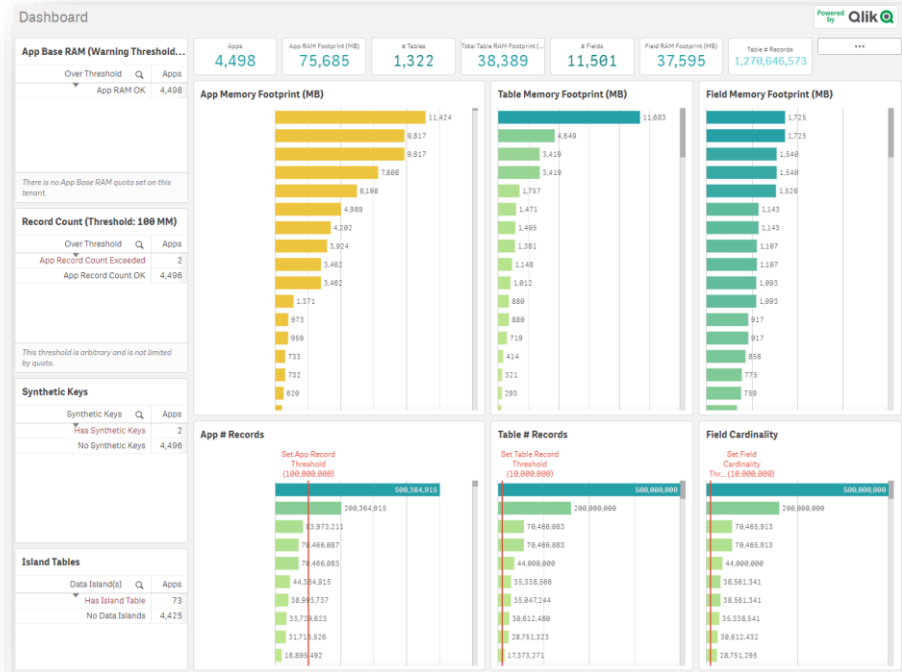 Dashboard
Powered by Qlik
App Base RAM (Warning Threshold...
Over Threshold Apps
App RAM OK 4,498
There is no App Base RAM quota set on this
tenant.
Record Count (Threshold: 100 MM)
Over Threshold Apps
App Record Count Exceeded 2
App Record Count OK 4,496
This threshold is arbitrary and is not limited
by quota.
Synthetic Keys
Synthetic Keys Apps
Has Synthetic Keys 2
No Synthetic Keys 4,496
Island Tables
Data Island(s) Apps
Has Island Table 73
No Data Islands 4,425
Apps
4,498
App RAM Footprint (MB)
75,685
# Tables
1,322
Total Table RAM Footprint (...
38,389
# Fields
11,501
Field RAM Footprint (MB)
37,595
Table # Records
1,270,646,573
...
App Memory Footprint (MB)
11,424
9,817
9,817
7,808
6,198
4,989
4,202
3,924
3,462
3,462
1,371
973
959
733
732
620
Table Memory Footprint (MB)
11,683
4,649
3,419
3,419
1,757
1,471
1,405
1,381
1,148
1,012
880
880
719
414
321
293
Field Memory Footprint (MB)
1,725
1,725
1,540
1,540
1,526
1,143
1,143
1,107
1,107
1,093
1,093
917
917
858
775
759
App # Records
Set App Record
Threshold
(100,000,000)
500,364,915
200,364,915
83,973,211
70,466,087
70,466,083
44,364,915
38,993,737
33,729,623
31,713,526
18,895,492
Table # Records
Set Table Record
Threshold
(10,000,000)
500,000,000
200,000,000
70,466,083
70,466,083
44,000,000
35,338,566
35,047,244
30,612,480
28,751,323
17,373,271
Field Cardinality
Set Field
Cardinality
Thr... (10,000,000)
500,000,000
200,000,000
70,465,913
70,465,913
44,000,000
38,561,341
38,561,341
35,338,541
30,612,432
28,751,295